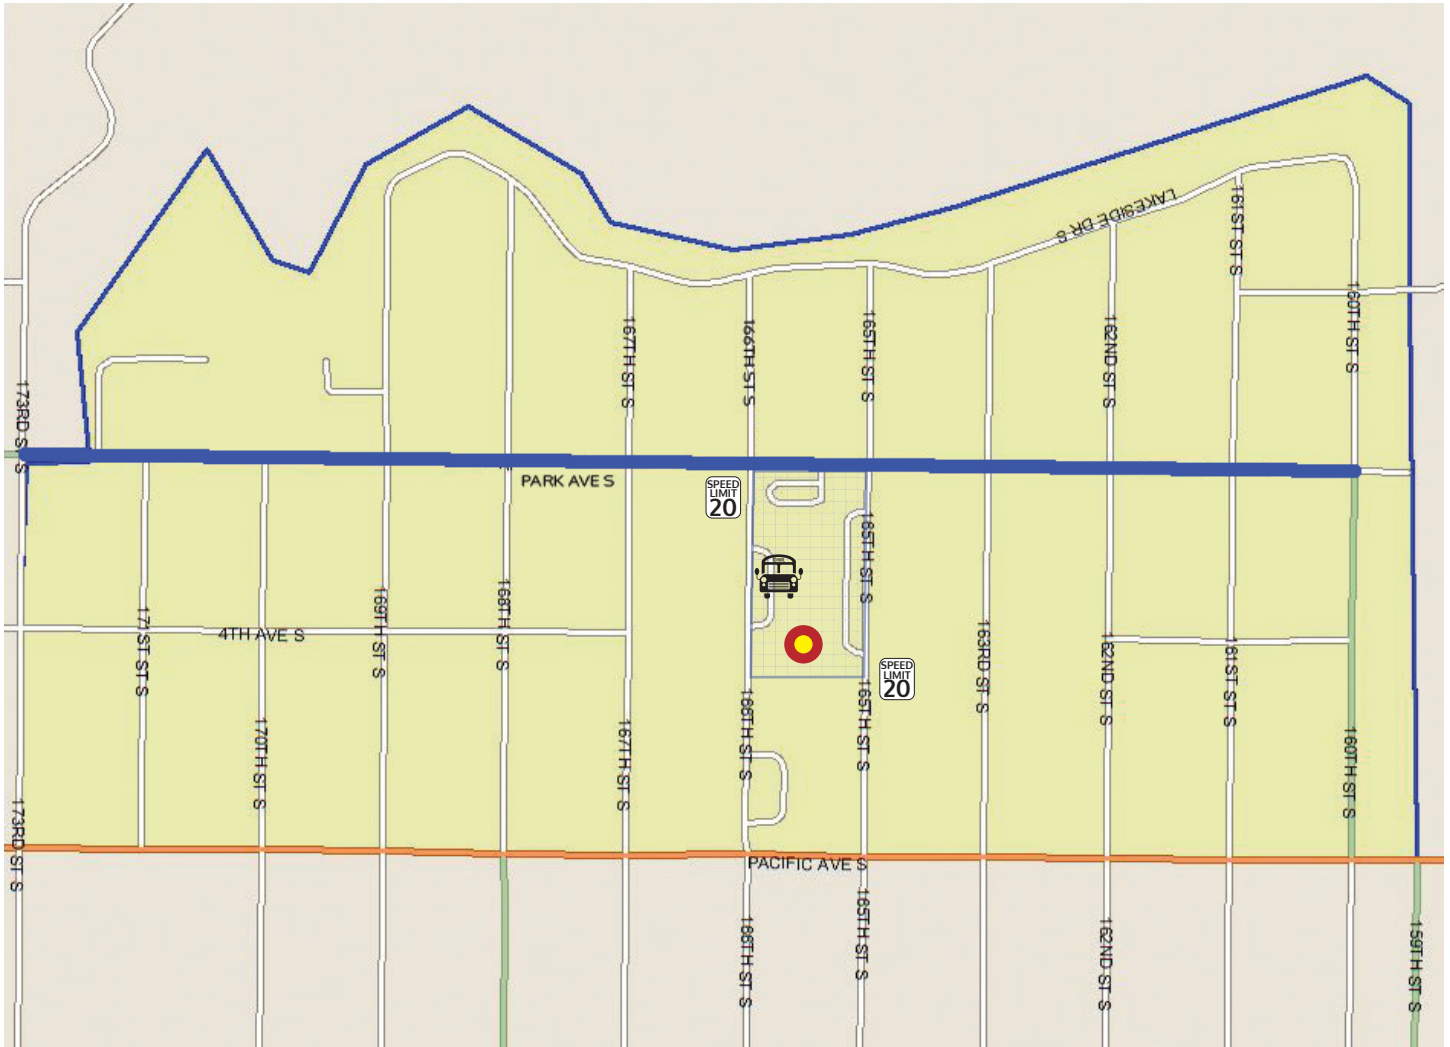 LAKESIDE DR S
161ST ST S
160TH ST S
167TH ST S
166TH ST S
165TH ST S
162ND ST S
173RD ST S
PARK AVE S
SPEED
LIMIT
20
165TH ST S
171ST ST S
4TH AVE S
169TH ST S
168TH ST S
163RD ST S
162ND ST S
161ST ST S
SPEED
LIMIT
20
170TH ST S
167TH ST S
166TH ST S
165TH ST S
160TH ST S
173RD ST S
PACIFIC AVE S
166TH ST S
165TH ST S
162ND ST S
159TH ST S